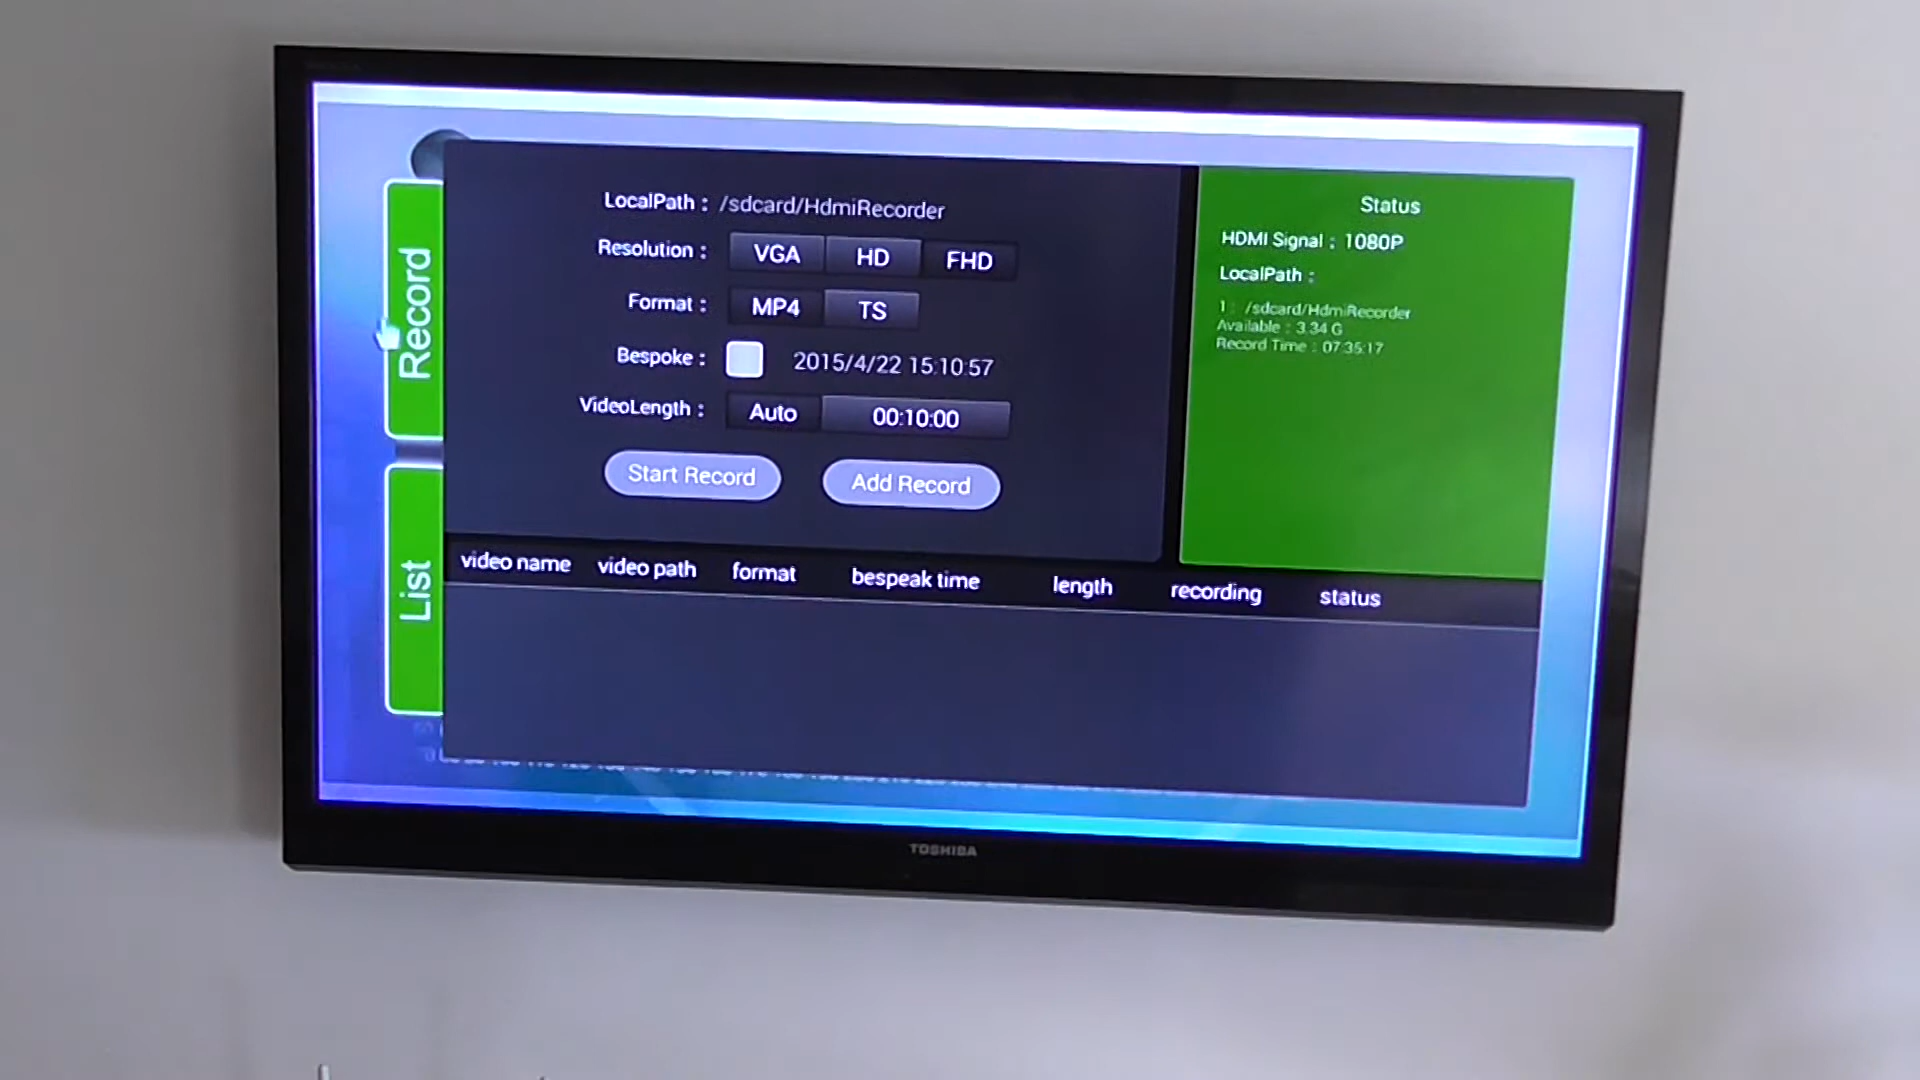 Record
List
LocalPath : /sdcard/HdmiRecorder
Resolution : VGA HD FHD
Format : MP4 TS
Bespoke : 2015/4/22 15:10:57
VideoLength : Auto 00:10:00
Start Record Add Record
Status
HDMI Signal : 1080P
LocalPath :
1 : /sdcard/HdmiRecorder
Available : 3.34 G
Record Time : 07:35:17
video name video path format bespeak time length recording status
TOSHIBA